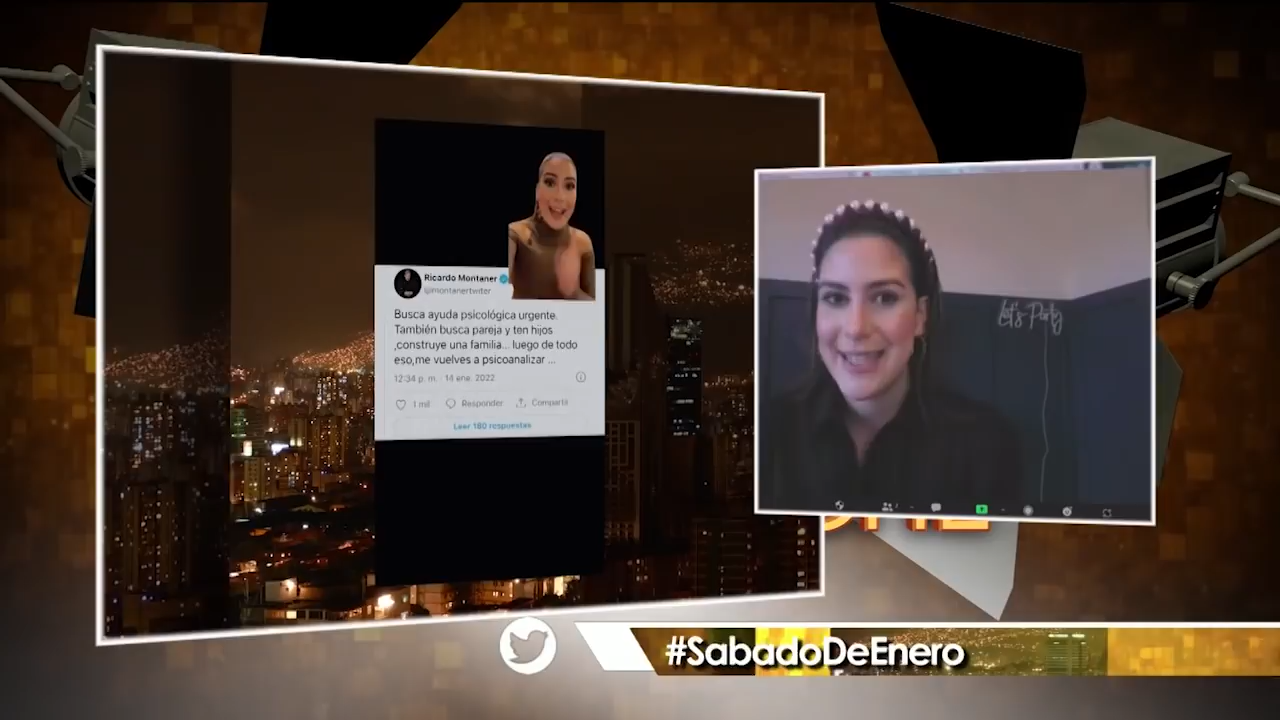 Ricardo Montaner
@montanertwiter
Busca ayuda psicológica urgente.
También busca pareja y ten hijos
,construye una familia... luego de todo
eso,me vuelves a psicoanalizar ...
12:34 p. m. · 14 ene. 2022
1 mil
Responder
Compartir
Leer 180 respuestas
Let's Party
#SabadoDeEnero